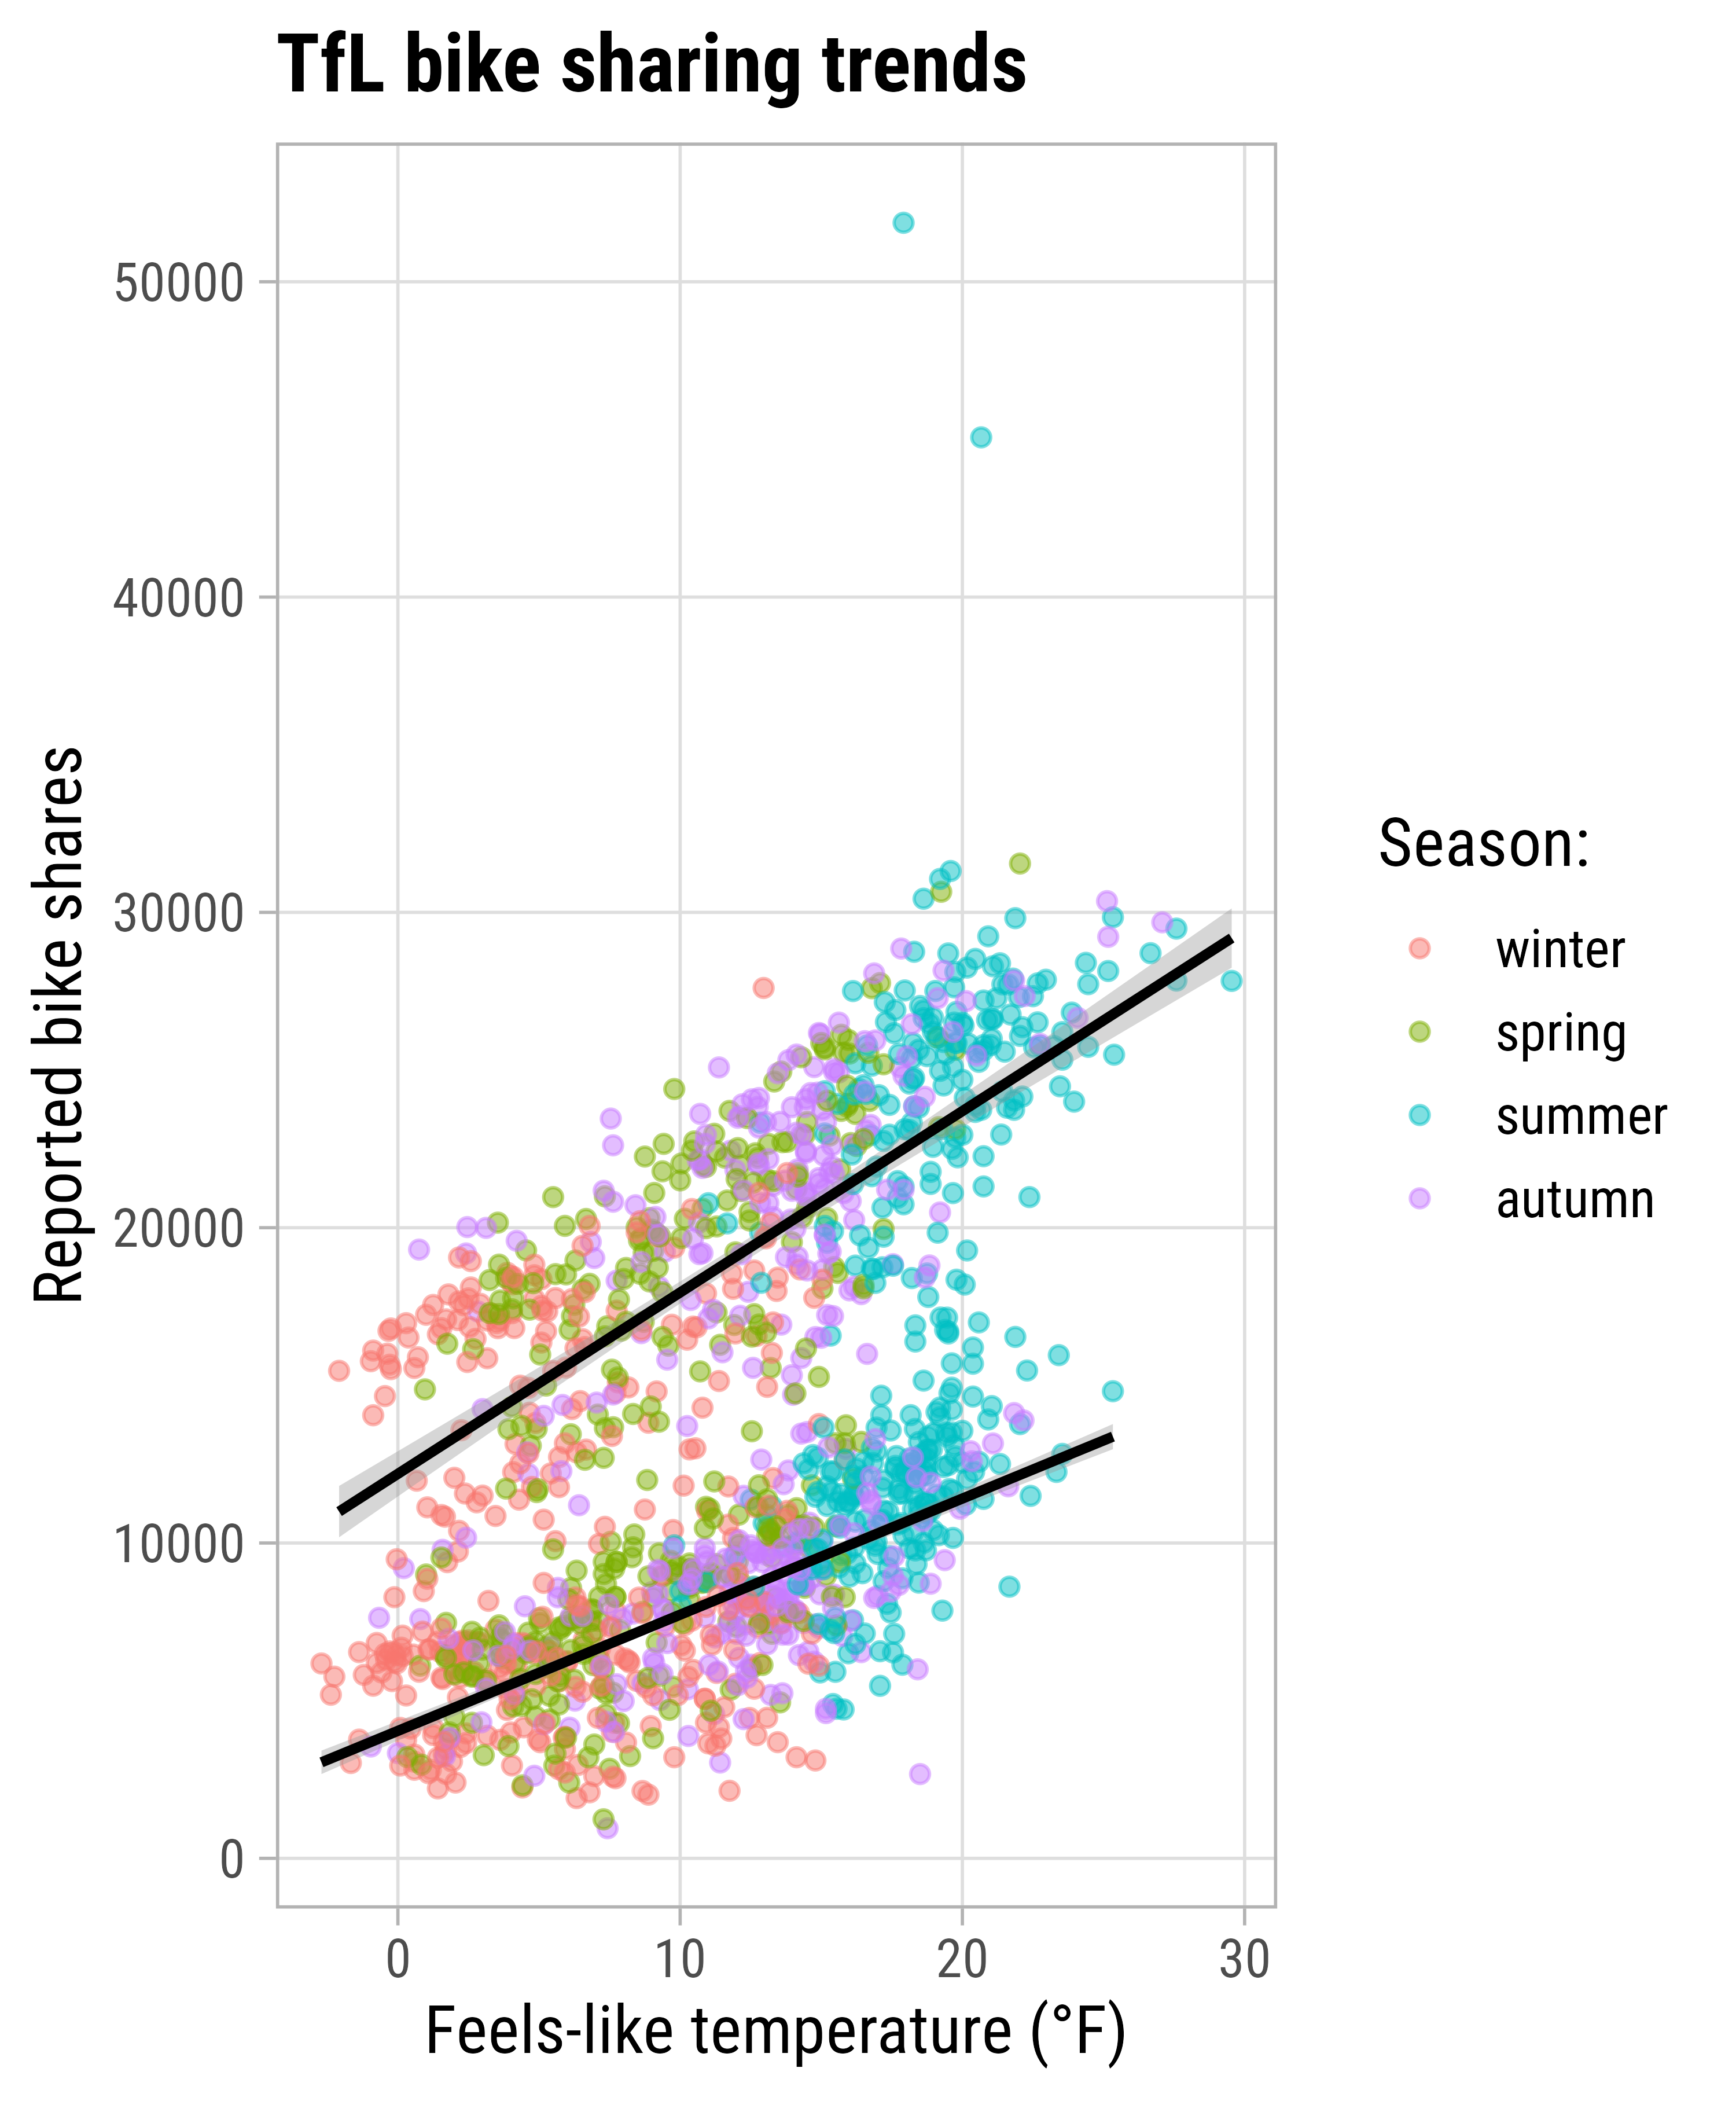 TfL bike sharing trends
50000
40000
30000
20000
10000
0
Reported bike shares
0 10 20 30
Feels-like temperature (°F)
Season:
winter
spring
summer
autumn